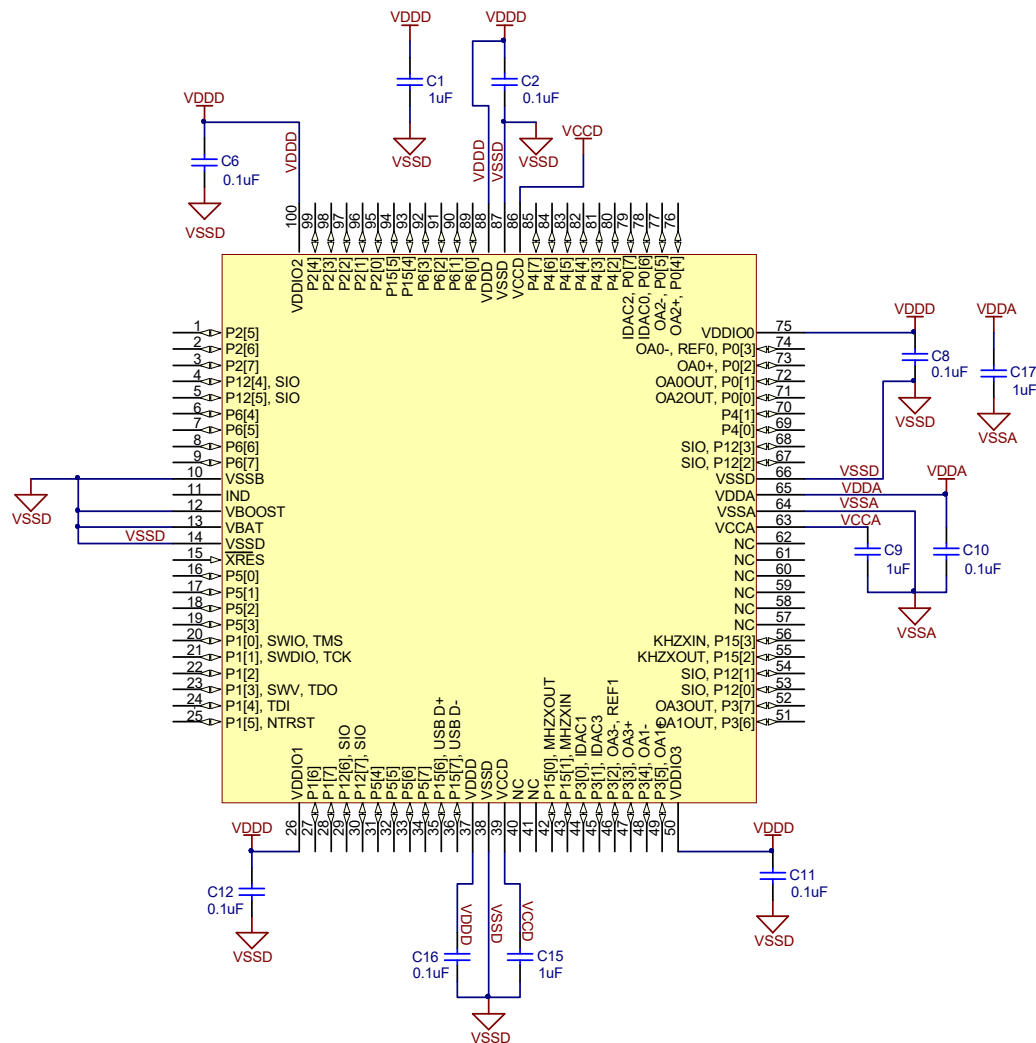 VDDD
C1
1uF
VSSD
VDDD
C2
0.1uF
VSSD
VDDD
VSSD
VCCD
VDDD
C6
0.1uF
VSSD
VDDD
100
99
98
97
96
95
94
93
92
91
90
89
88
87
86
85
84
83
82
81
80
79
78
77
76
VDDIO2
P2[4]
P2[3]
P2[2]
P2[1]
P2[0]
P15[5]
P15[4]
P6[3]
P6[2]
P6[1]
P6[0]
VDDD
VSSD
VCCD
P4[7]
P4[6]
P4[5]
P4[4]
P4[3]
P4[2]
IDAC2, P0[7]
IDAC0, P0[6]
OA2-, P0[5]
OA2+, P0[4]
1 P2[5]
2 P2[6]
3 P2[7]
4 P12[4], SIO
5 P12[5], SIO
6 P6[4]
7 P6[5]
8 P6[6]
9 P6[7]
10 VSSB
11 IND
12 VBOOST
13 VBAT
VSSD 14 VSSD
15 XRES
16 P5[0]
17 P5[1]
18 P5[2]
19 P5[3]
20 P1[0], SWIO, TMS
21 P1[1], SWDIO, TCK
22 P1[2]
23 P1[3], SWV, TDO
24 P1[4], TDI
25 P1[5], NTRST
VSSD
VDDIO0 75
OA0-, REF0, P0[3] 74
OA0+, P0[2] 73
OA0OUT, P0[1] 72
OA2OUT, P0[0] 71
P4[1] 70
P4[0] 69
SIO, P12[3] 68
SIO, P12[2] 67
VSSD 66 VSSD
VDDA 65 VDDA
VSSA 64 VSSA
VCCA 63 VCCA
NC 62
NC 61
NC 60
NC 59
NC 58
NC 57
KHZXIN, P15[3] 56
KHZXOUT, P15[2] 55
SIO, P12[1] 54
SIO, P12[0] 53
OA3OUT, P3[7] 52
OA1OUT, P3[6] 51
VDDD
C8
0.1uF
VSSD
VDDA
C17
1uF
VSSA
VDDA
C9
1uF
C10
0.1uF
VSSA
VDDIO1
P1[6]
P1[7]
P12[6], SIO
P12[7], SIO
P5[4]
P5[5]
P5[6]
P5[7]
P15[6], USB D+
P15[7], USB D-
VDDD
VSSD
VCCD
NC
NC
P15[0], MHZXOUT
P15[1], MHZXIN
P3[0], IDAC1
P3[1], IDAC3
P3[2], OA3-, REF1
P3[3], OA3+
P3[4], OA1-
P3[5], OA1+
VDDIO3
26
27
28
29
30
31
32
33
34
35
36
37
38
39
40
41
42
43
44
45
46
47
48
49
50
VDDD
C12
0.1uF
VSSD
VDDD
VSSD
VCCD
C16
0.1uF
C15
1uF
VSSD
VDDD
C11
0.1uF
VSSD